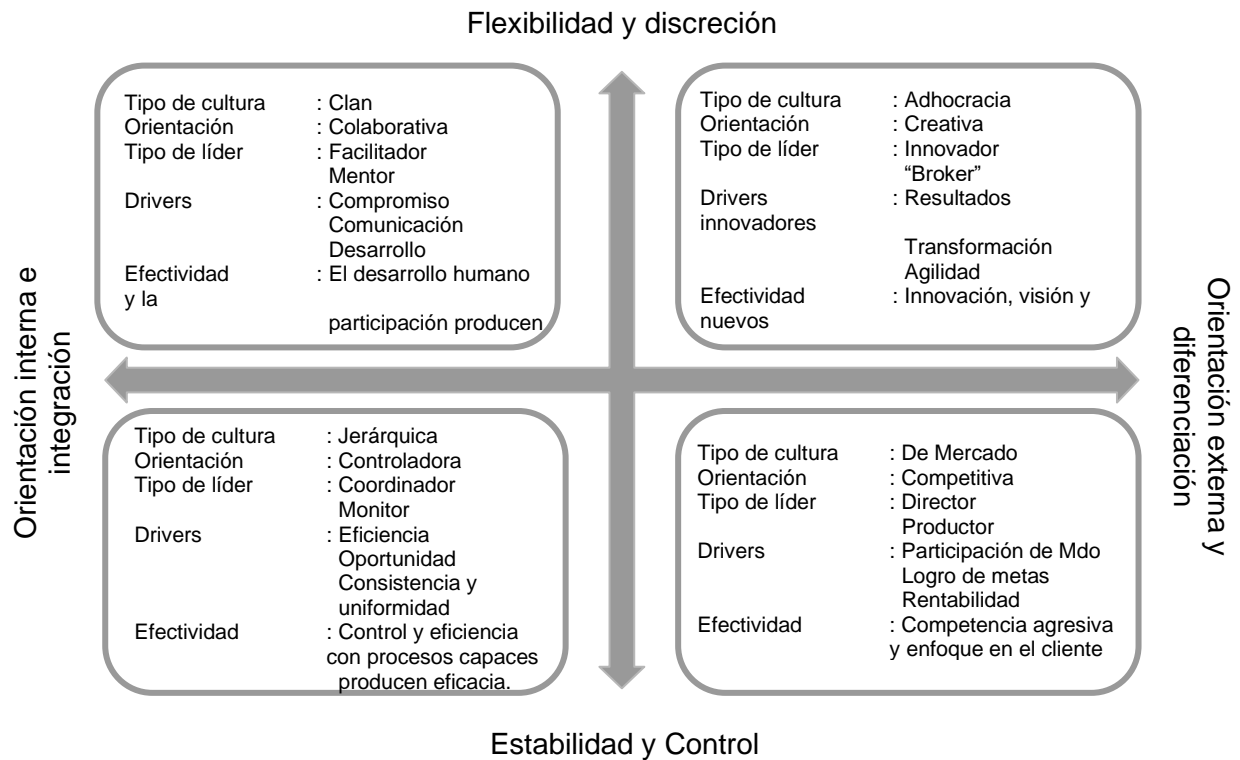 Flexibilidad y discreción
Tipo de cultura : Clan
Orientación : Colaborativa
Tipo de líder : Facilitador
Mentor
Drivers : Compromiso
Comunicación
Desarrollo
Efectividad : El desarrollo humano
y la
participación producen
Tipo de cultura : Adhocracia
Orientación : Creativa
Tipo de líder : Innovador
“Broker”
Drivers : Resultados
innovadores
Transformación
Agilidad
Efectividad : Innovación, visión y
nuevos
Orientación interna e
integración
Orientación externa y
diferenciación
Tipo de cultura : Jerárquica
Orientación : Controladora
Tipo de líder : Coordinador
Monitor
Drivers : Eficiencia
Oportunidad
Consistencia y
uniformidad
Efectividad : Control y eficiencia
con procesos capaces
producen eficacia.
Tipo de cultura : De Mercado
Orientación : Competitiva
Tipo de líder : Director
Productor
Drivers : Participación de Mdo
Logro de metas
Rentabilidad
Efectividad : Competencia agresiva
y enfoque en el cliente
Estabilidad y Control